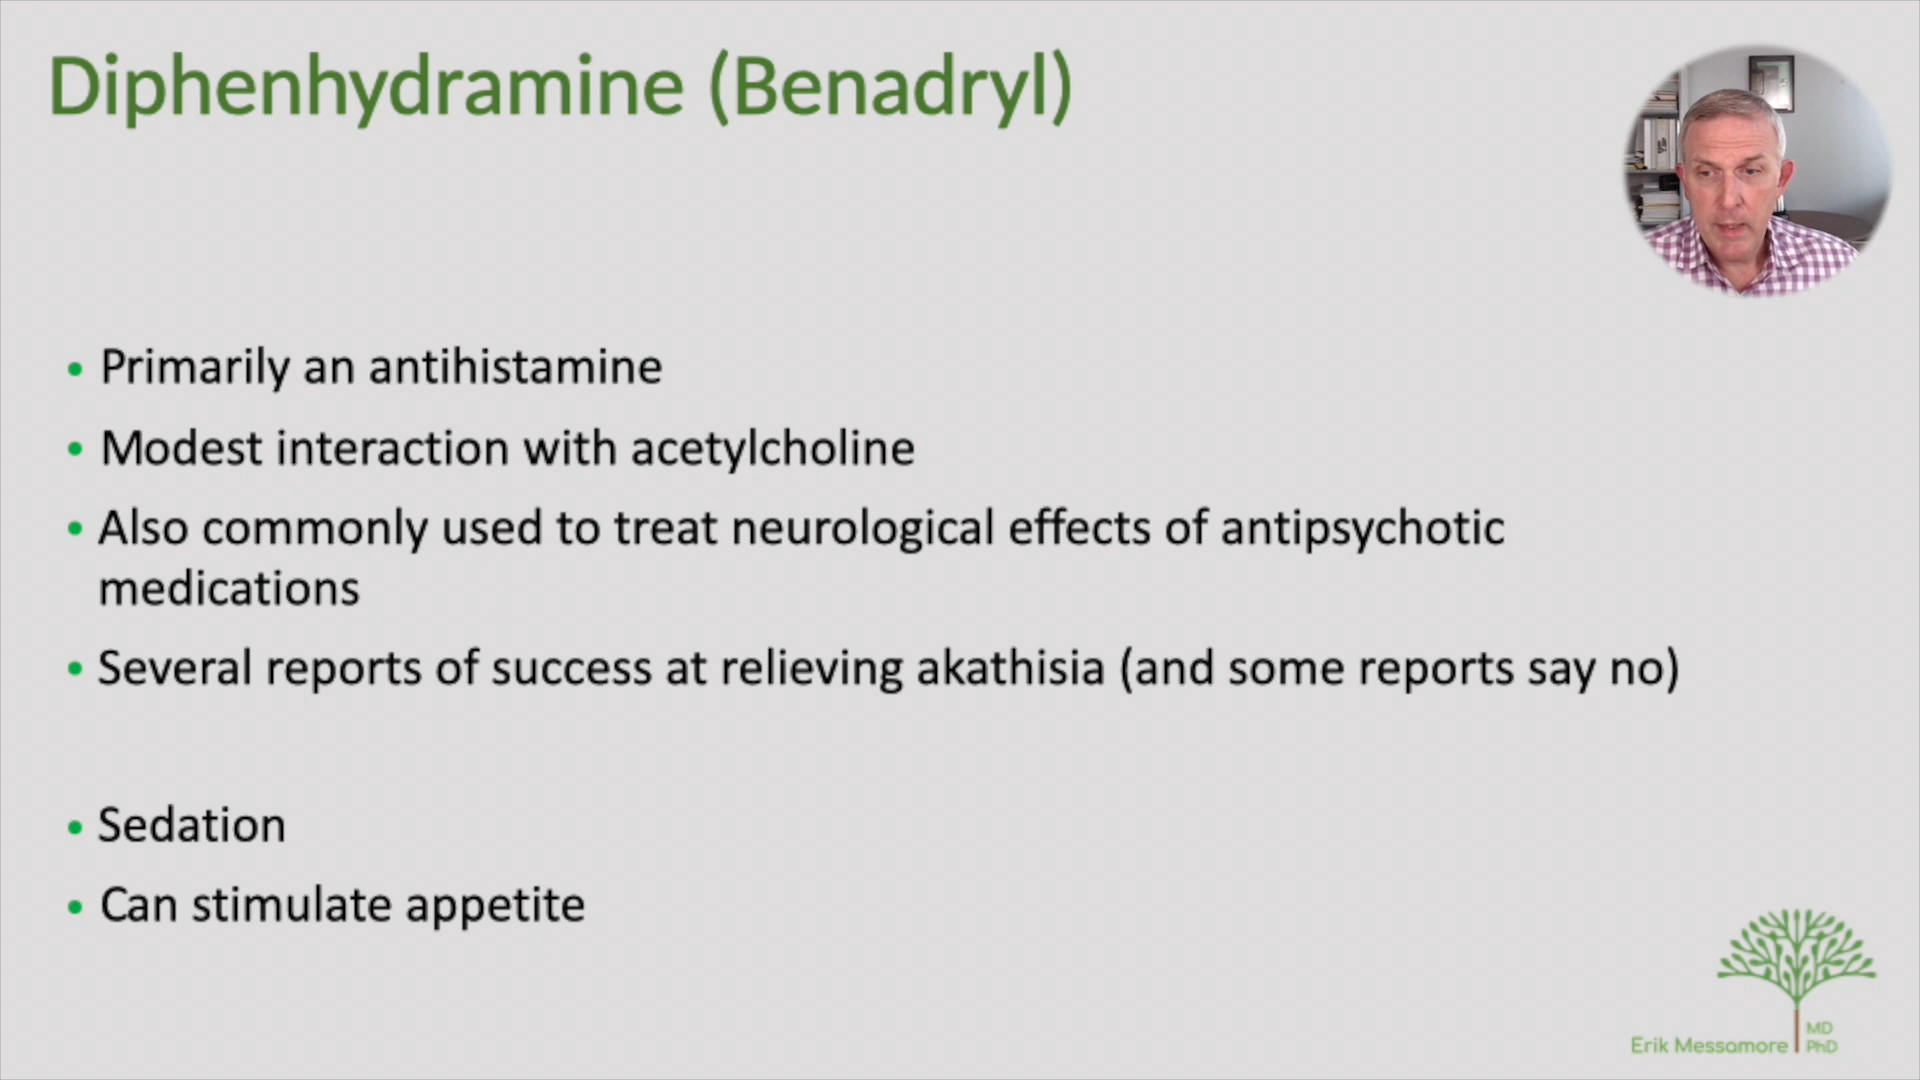 Diphenhydramine (Benadryl)
• Primarily an antihistamine
• Modest interaction with acetylcholine
• Also commonly used to treat neurological effects of antipsychotic
medications
• Several reports of success at relieving akathisia (and some reports say no)
• Sedation
• Can stimulate appetite
Erik Messamore
MD
PhD